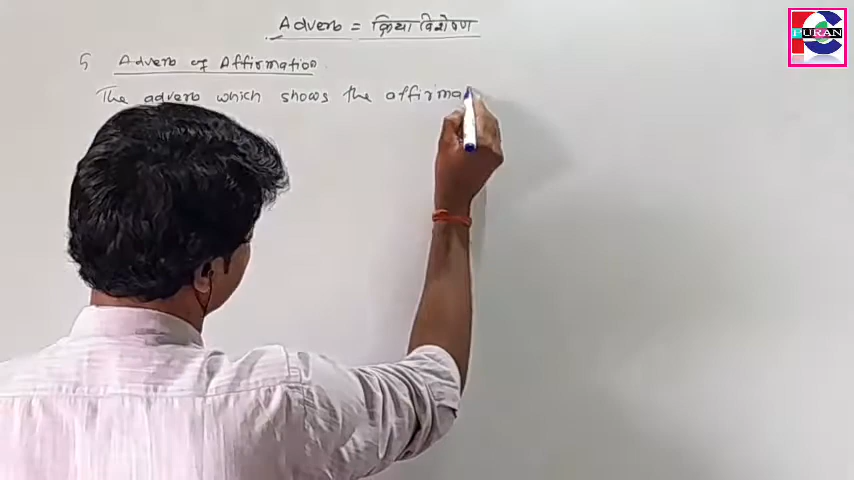 Adverb = क्रिया विशेषण
PURAN
5 Adverb of Affirmation
The adverb which shows the affirma